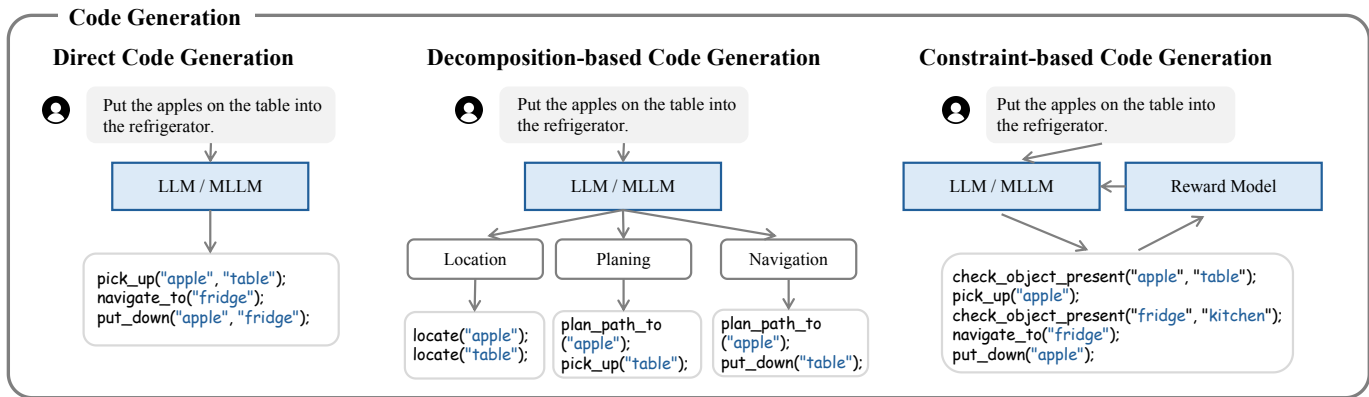 Code Generation
Direct Code Generation
Put the apples on the table into
the refrigerator.
LLM / MLLM
pick_up("apple", "table");
navigate_to("fridge");
put_down("apple", "fridge");
Decomposition-based Code Generation
Put the apples on the table into
the refrigerator.
LLM / MLLM
Location
Planing
Navigation
locate("apple");
locate("table");
plan_path_to
("apple");
pick_up("table");
plan_path_to
("apple");
put_down("table");
Constraint-based Code Generation
Put the apples on the table into
the refrigerator.
LLM / MLLM
Reward Model
check_object_present("apple", "table");
pick_up("apple");
check_object_present("fridge", "kitchen");
navigate_to("fridge");
put_down("apple");